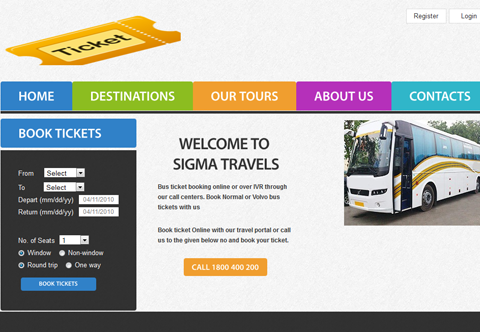 Ticket
Register
Login
HOME
DESTINATIONS
OUR TOURS
ABOUT US
CONTACTS
BOOK TICKETS
From Select
To Select
Depart (mm/dd/yy) 04/11/2010
Return (mm/dd/yy) 04/11/2010
No. of Seats 1
Window Non-window
Round trip One way
BOOK TICKETS
WELCOME TO
SIGMA TRAVELS
Bus ticket booking online or over IVR through
our call centers. Book Normal or Volvo bus
tickets with us
Book ticket Online with our travel portal or call
us to the given below no and book your ticket.
CALL 1800 400 200